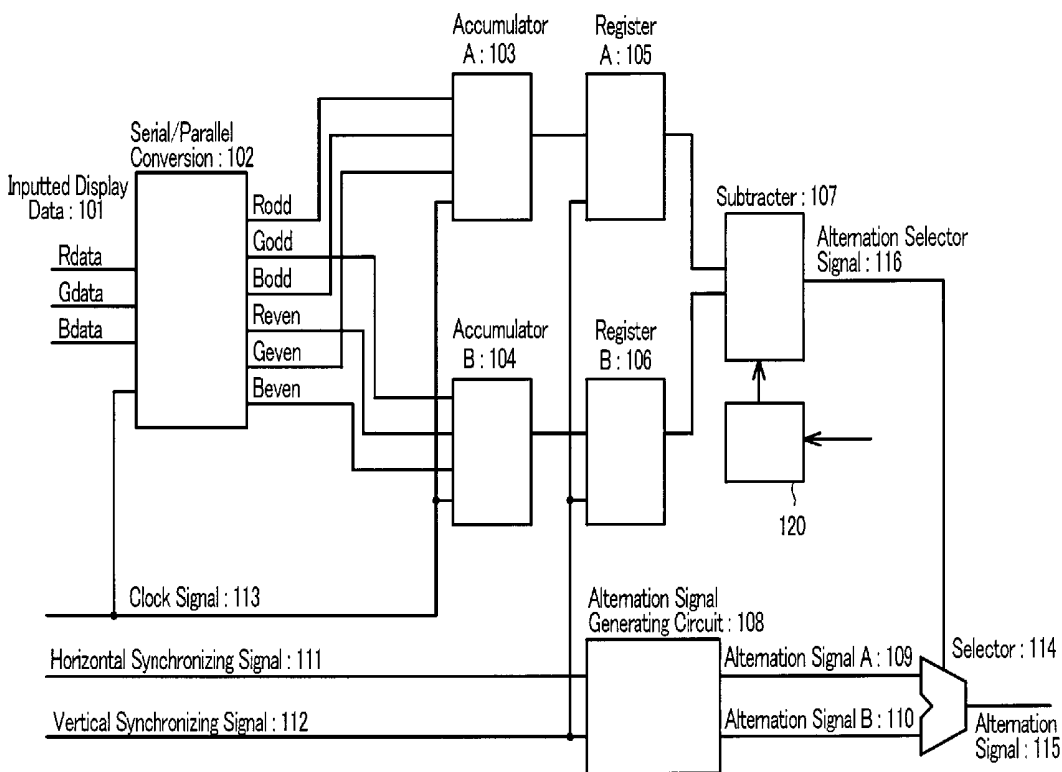 Accumulator
A : 103
Register
A : 105
Serial/Parallel
Conversion : 102
Inputted Display
Data : 101
Rdata
Gdata
Bdata
Rodd
Godd
Bodd
Reven
Geven
Beven
Accumulator
B : 104
Register
B : 106
Subtracter : 107
Alternation Selector
Signal : 116
120
Clock Signal : 113
Alternation Signal
Generating Circuit : 108
Horizontal Synchronizing Signal : 111
Vertical Synchronizing Signal : 112
Alternation Signal A : 109
Alternation Signal B : 110
Selector : 114
Alternation
Signal : 115